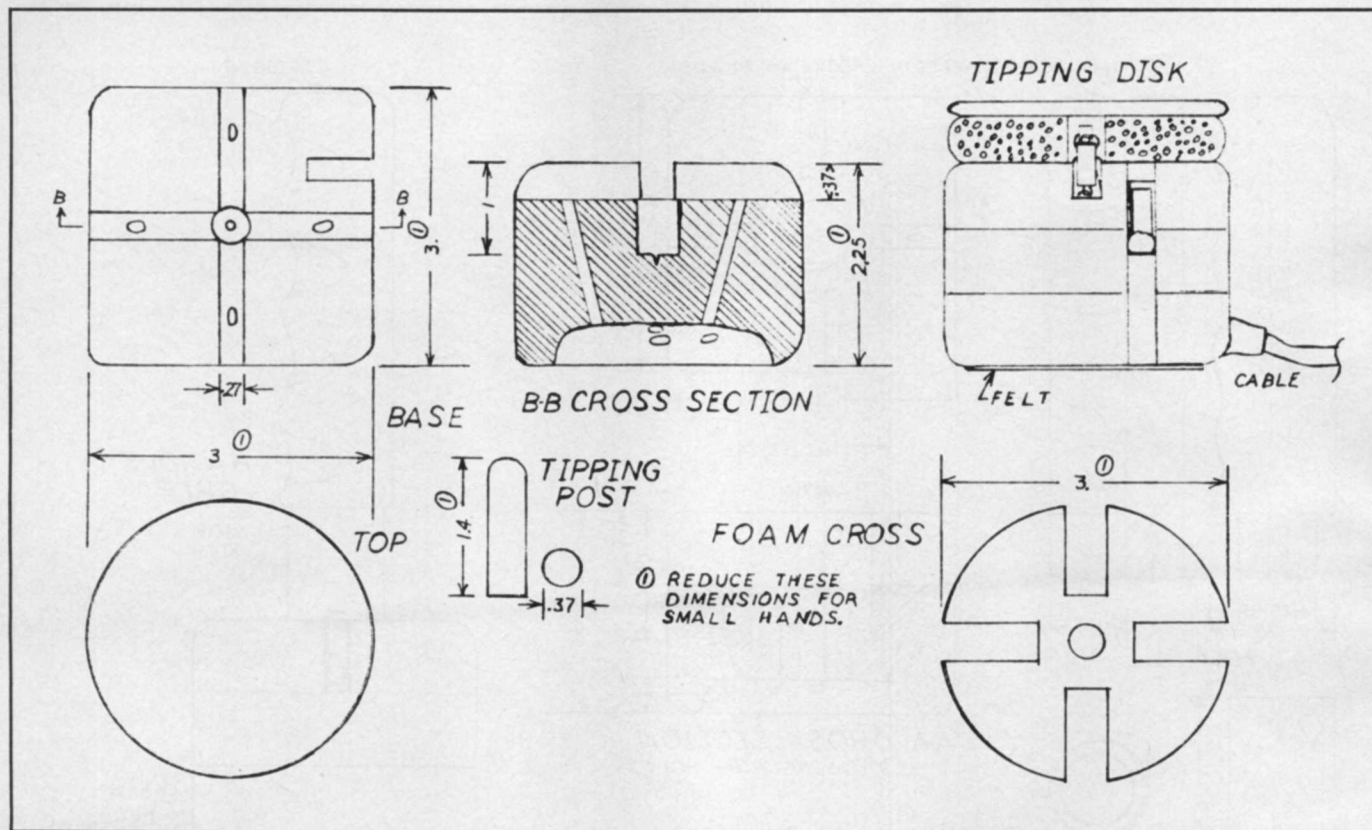 TIPPING DISK
B
B
3. ①
1
.37
① 2.25
.27
BASE
B-B CROSS SECTION
FELT
CABLE
3 ①
TIPPING
POST
① 1.4
.37
TOP
FOAM CROSS
① REDUCE THESE
DIMENSIONS FOR
SMALL HANDS.
3. ①